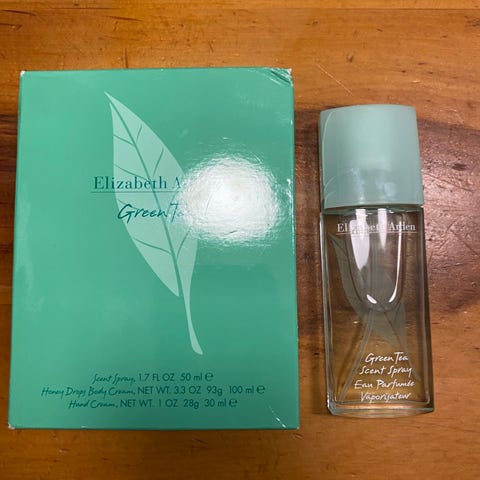 Elizabeth Arden
Green Tea
Scent Spray, 1.7 FL OZ 50 ml ℮
Honey Drops Body Cream, NET WT. 3.3 OZ 93g 100 ml ℮
Hand Cream, NET WT. 1 OZ 28g 30 ml ℮
Elizabeth Arden
Green Tea
Scent Spray
Eau Parfumée
Vaporisateur